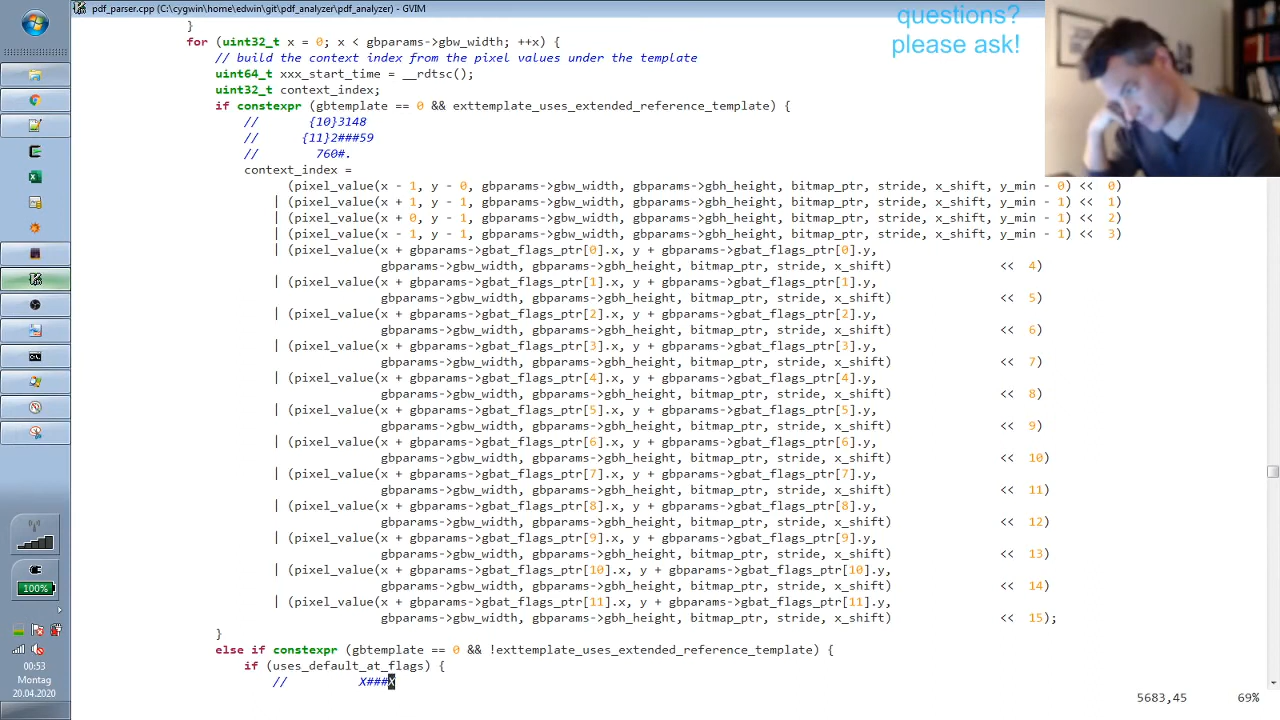 pdf_parser.cpp (C:\cygwin\home\edwin\git\pdf_analyzer\pdf_analyzer) - GVIM
questions?
please ask!
}
for (uint32_t x = 0; x < gbparams->gbw_width; ++x) {
// build the context index from the pixel values under the template
uint64_t xxx_start_time = __rdtsc();
uint32_t context_index;
if constexpr (gbtemplate == 0 && exttemplate_uses_extended_reference_template) {
// {10}3148
// {11}2###59
// 760#.
context_index =
(pixel_value(x - 1, y - 0, gbparams->gbw_width, gbparams->gbh_height, bitmap_ptr, stride, x_shift, y_min - 0) << 0)
| (pixel_value(x + 1, y - 1, gbparams->gbw_width, gbparams->gbh_height, bitmap_ptr, stride, x_shift, y_min - 1) << 1)
| (pixel_value(x + 0, y - 1, gbparams->gbw_width, gbparams->gbh_height, bitmap_ptr, stride, x_shift, y_min - 1) << 2)
| (pixel_value(x - 1, y - 1, gbparams->gbw_width, gbparams->gbh_height, bitmap_ptr, stride, x_shift, y_min - 1) << 3)
| (pixel_value(x + gbparams->gbat_flags_ptr[0].x, y + gbparams->gbat_flags_ptr[0].y,
gbparams->gbw_width, gbparams->gbh_height, bitmap_ptr, stride, x_shift) << 4)
| (pixel_value(x + gbparams->gbat_flags_ptr[1].x, y + gbparams->gbat_flags_ptr[1].y,
gbparams->gbw_width, gbparams->gbh_height, bitmap_ptr, stride, x_shift) << 5)
| (pixel_value(x + gbparams->gbat_flags_ptr[2].x, y + gbparams->gbat_flags_ptr[2].y,
gbparams->gbw_width, gbparams->gbh_height, bitmap_ptr, stride, x_shift) << 6)
| (pixel_value(x + gbparams->gbat_flags_ptr[3].x, y + gbparams->gbat_flags_ptr[3].y,
gbparams->gbw_width, gbparams->gbh_height, bitmap_ptr, stride, x_shift) << 7)
| (pixel_value(x + gbparams->gbat_flags_ptr[4].x, y + gbparams->gbat_flags_ptr[4].y,
gbparams->gbw_width, gbparams->gbh_height, bitmap_ptr, stride, x_shift) << 8)
| (pixel_value(x + gbparams->gbat_flags_ptr[5].x, y + gbparams->gbat_flags_ptr[5].y,
gbparams->gbw_width, gbparams->gbh_height, bitmap_ptr, stride, x_shift) << 9)
| (pixel_value(x + gbparams->gbat_flags_ptr[6].x, y + gbparams->gbat_flags_ptr[6].y,
gbparams->gbw_width, gbparams->gbh_height, bitmap_ptr, stride, x_shift) << 10)
| (pixel_value(x + gbparams->gbat_flags_ptr[7].x, y + gbparams->gbat_flags_ptr[7].y,
gbparams->gbw_width, gbparams->gbh_height, bitmap_ptr, stride, x_shift) << 11)
| (pixel_value(x + gbparams->gbat_flags_ptr[8].x, y + gbparams->gbat_flags_ptr[8].y,
gbparams->gbw_width, gbparams->gbh_height, bitmap_ptr, stride, x_shift) << 12)
| (pixel_value(x + gbparams->gbat_flags_ptr[9].x, y + gbparams->gbat_flags_ptr[9].y,
gbparams->gbw_width, gbparams->gbh_height, bitmap_ptr, stride, x_shift) << 13)
| (pixel_value(x + gbparams->gbat_flags_ptr[10].x, y + gbparams->gbat_flags_ptr[10].y,
gbparams->gbw_width, gbparams->gbh_height, bitmap_ptr, stride, x_shift) << 14)
| (pixel_value(x + gbparams->gbat_flags_ptr[11].x, y + gbparams->gbat_flags_ptr[11].y,
gbparams->gbw_width, gbparams->gbh_height, bitmap_ptr, stride, x_shift) << 15);
}
else if constexpr (gbtemplate == 0 && !exttemplate_uses_extended_reference_template) {
if (uses_default_at_flags) {
// X###X
5683,45 69%
100%
00:53
Montag
20.04.2020